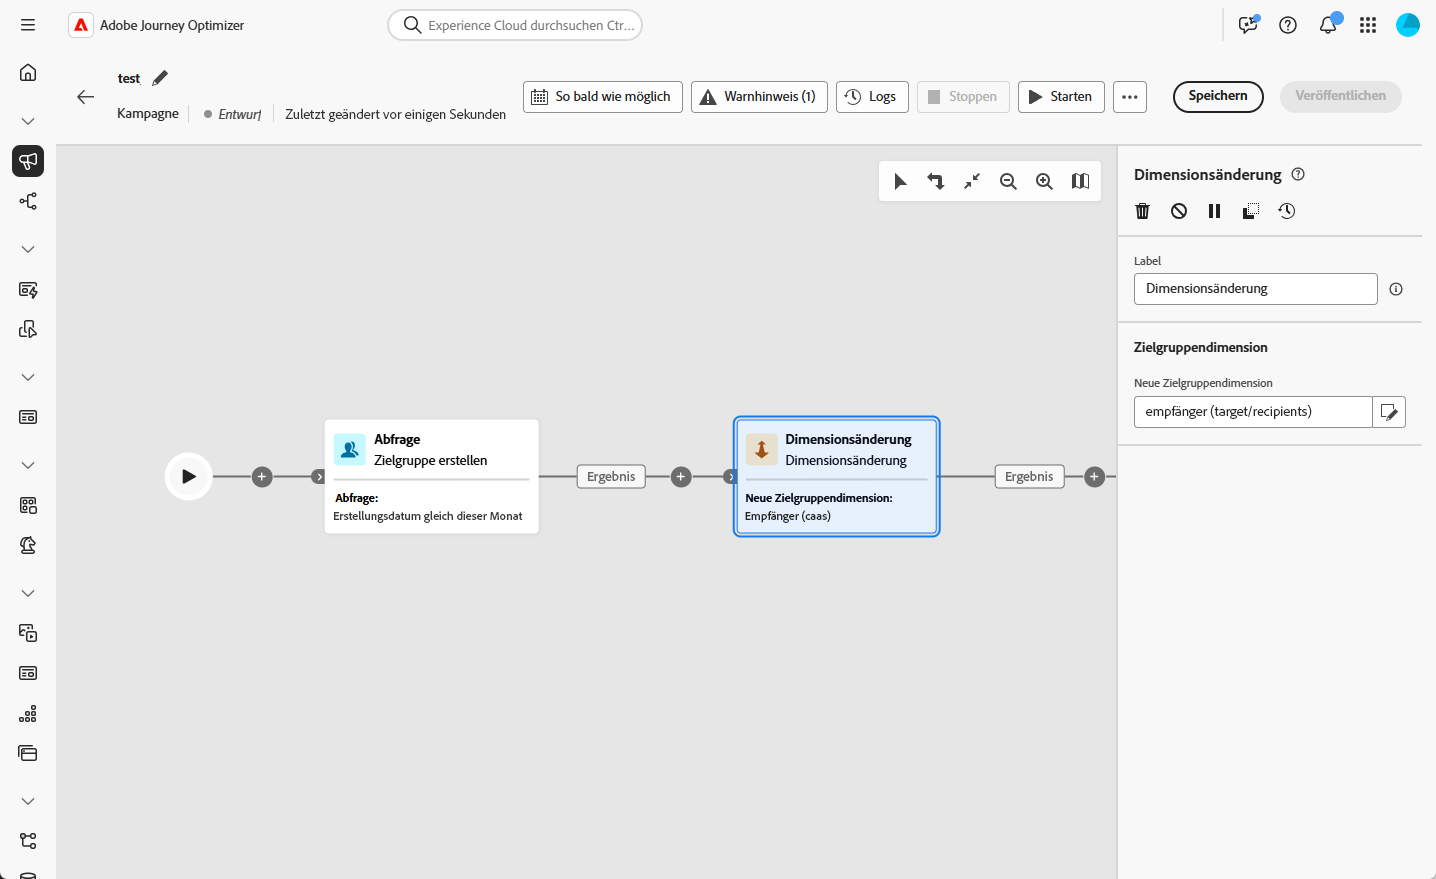 Adobe Journey Optimizer
Experience Cloud durchsuchen Ctr...
test
Kampagne
Entwurf
Zuletzt geändert vor einigen Sekunden
So bald wie möglich
Warnhinweis (1)
Logs
Stoppen
Starten
Speichern
Veröffentlichen
Abfrage
Zielgruppe erstellen
Abfrage:
Erstellungsdatum gleich dieser Monat
Ergebnis
Dimensionsänderung
Dimensionsänderung
Neue Zielgruppendimension:
Empfänger (caas)
Ergebnis
Dimensionsänderung
Label
Dimensionsänderung
Zielgruppendimension
Neue Zielgruppendimension
empfänger (target/recipients)